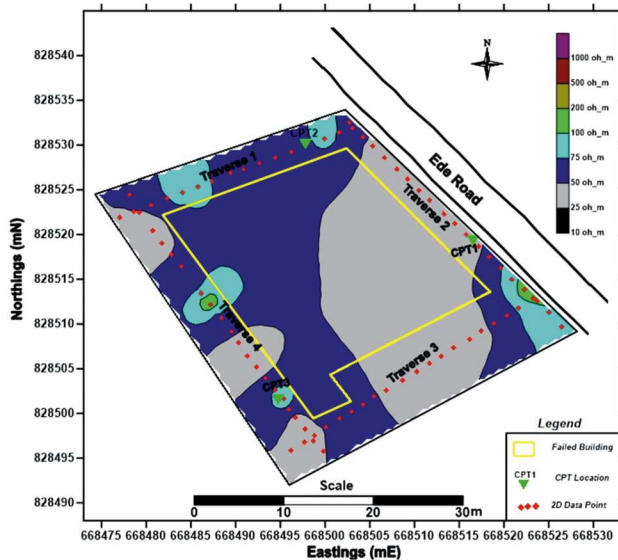 828540
828535
828530
828525
828520
828515
828510
828505
828500
828495
828490
Northings (mN)
N
Ede Road
CPT2
Traverse 1
Traverse 2
CPT1
Traverse 4
Traverse 3
CPT3
1000 oh_m
500 oh_m
200 oh_m
100 oh_m
75 oh_m
50 oh_m
25 oh_m
10 oh_m
Scale
0 10 20 30m
Legend
Failed Building
CPT1 CPT Location
2D Data Point
668475 668480 668485 668490 668495 668500 668505 668510 668515 668520 668525 668530
Eastings (mE)